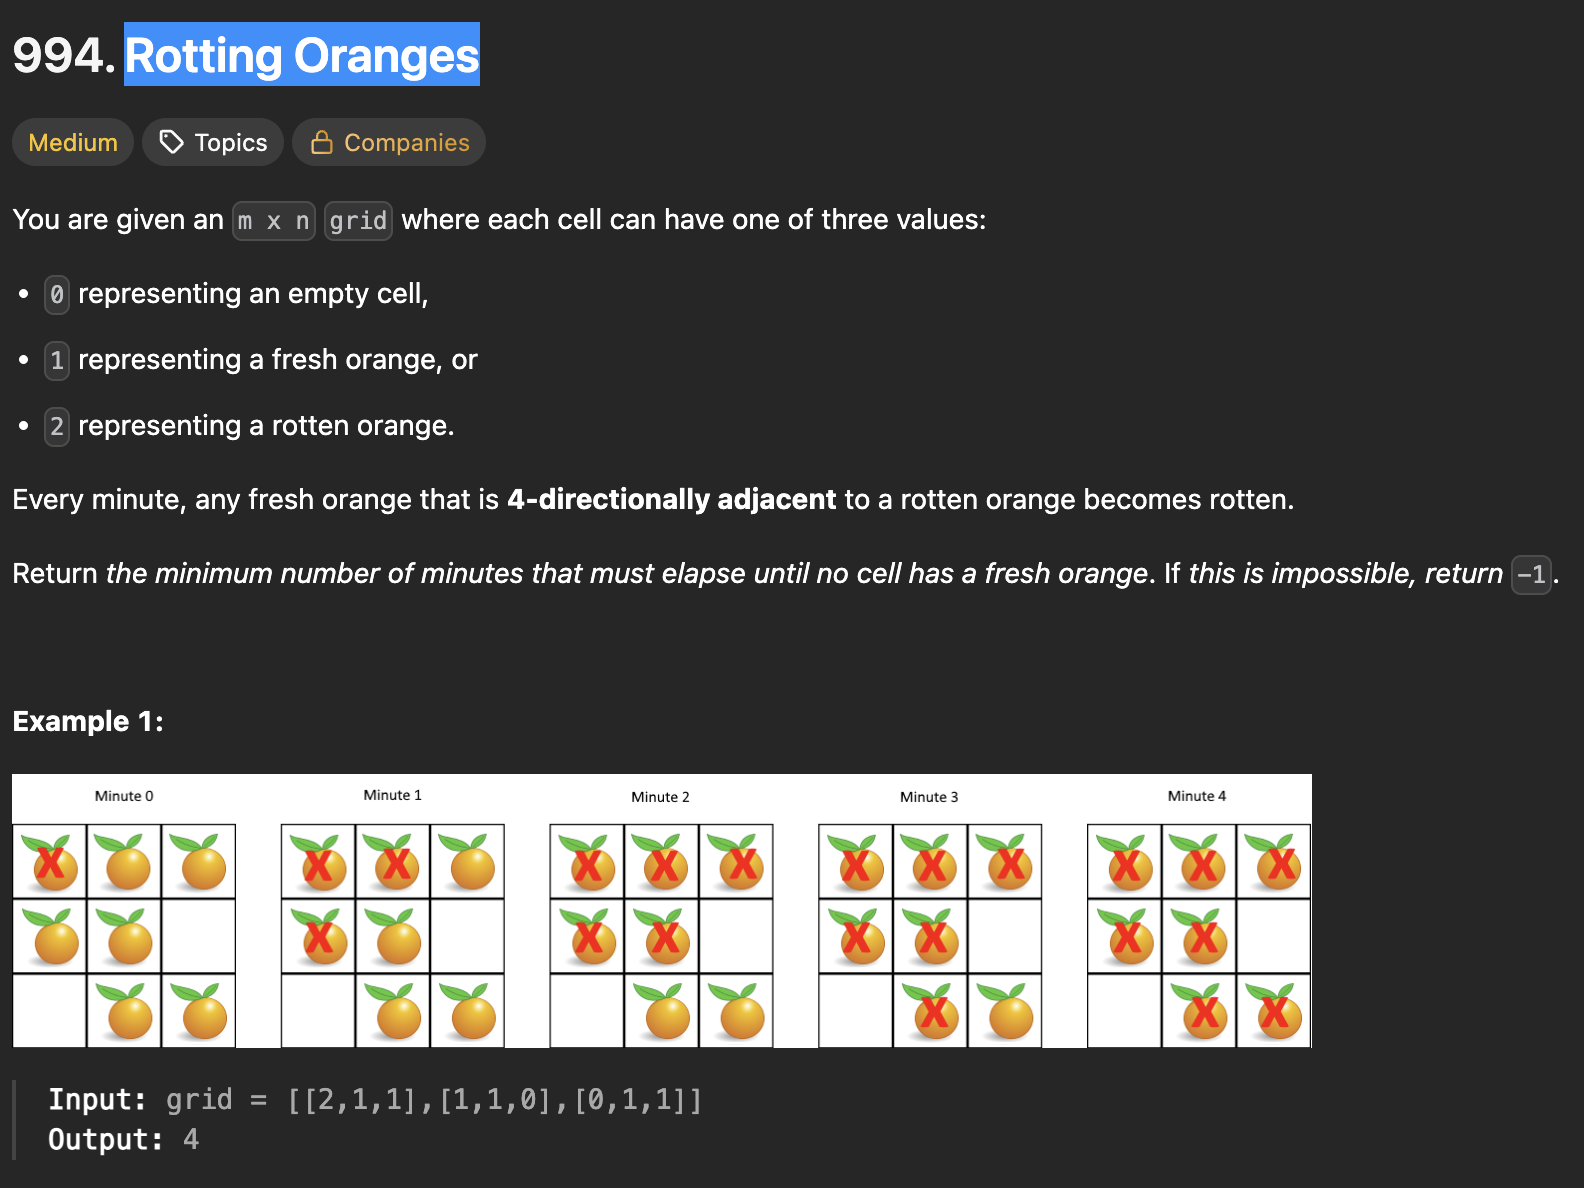 994. Rotting Oranges
Medium Topics Companies
You are given an m x n grid where each cell can have one of three values:
• 0 representing an empty cell,
• 1 representing a fresh orange, or
• 2 representing a rotten orange.
Every minute, any fresh orange that is 4-directionally adjacent to a rotten orange becomes rotten.
Return the minimum number of minutes that must elapse until no cell has a fresh orange. If this is impossible, return -1.
Example 1:
Minute 0 Minute 1 Minute 2 Minute 3 Minute 4
Input: grid = [[2,1,1],[1,1,0],[0,1,1]]
Output: 4